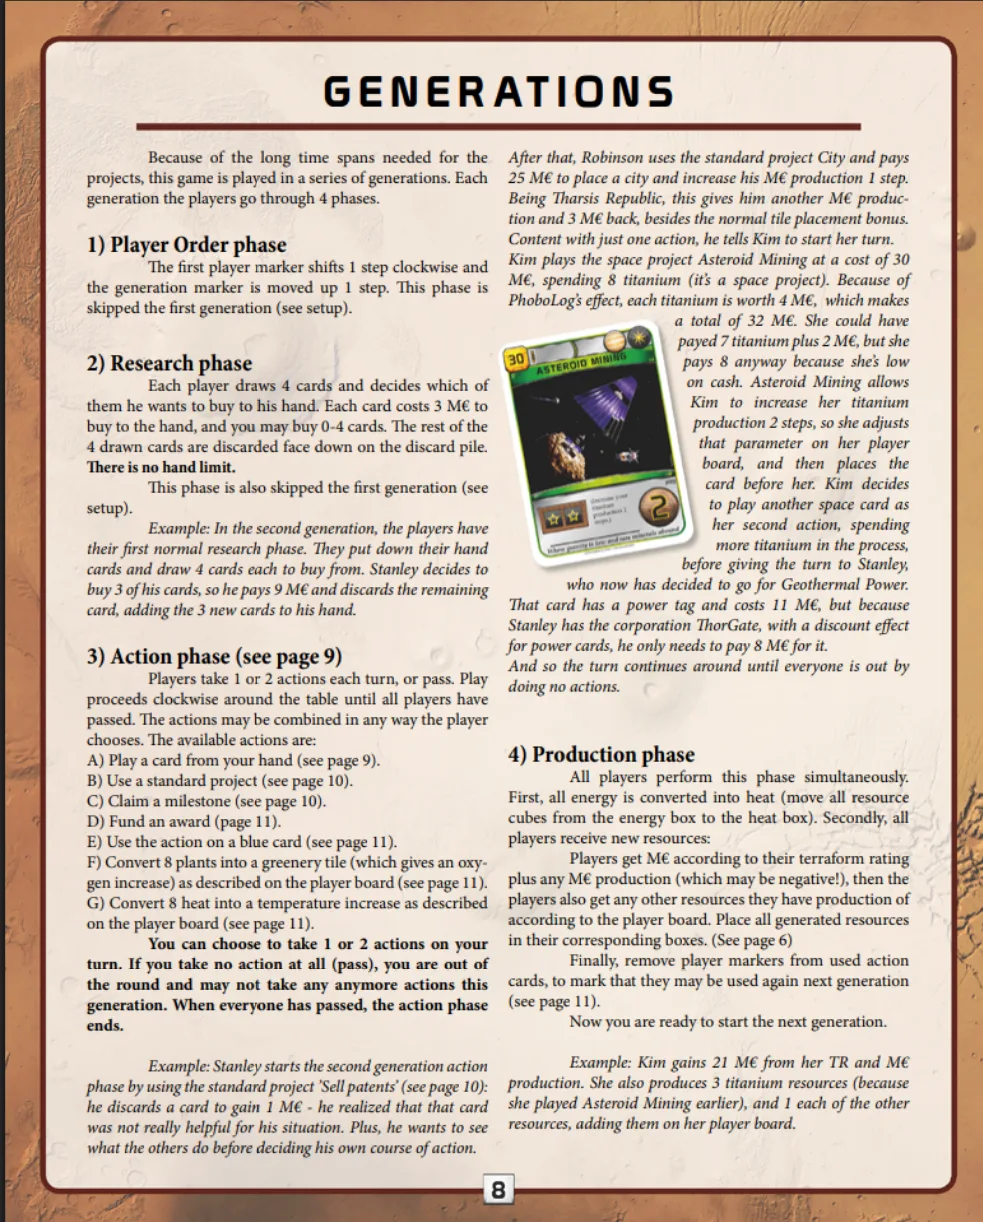 GENERATIONS
Because of the long time spans needed for the
projects, this game is played in a series of generations. Each
generation the players go through 4 phases.
1) Player Order phase
The first player marker shifts 1 step clockwise and
the generation marker is moved up 1 step. This phase is
skipped the first generation (see setup).
2) Research phase
Each player draws 4 cards and decides which of
them he wants to buy to his hand. Each card costs 3 M€ to
buy to the hand, and you may buy 0-4 cards. The rest of the
4 drawn cards are discarded face down on the discard pile.
There is no hand limit.
This phase is also skipped the first generation (see
setup).
Example: In the second generation, the players have
their first normal research phase. They put down their hand
cards and draw 4 cards each to buy from. Stanley decides to
buy 3 of his cards, so he pays 9 M€ and discards the remaining
card, adding the 3 new cards to his hand.
3) Action phase (see page 9)
Players take 1 or 2 actions each turn, or pass. Play
proceeds clockwise around the table until all players have
passed. The actions may be combined in any way the player
chooses. The available actions are:
A) Play a card from your hand (see page 9).
B) Use a standard project (see page 10).
C) Claim a milestone (see page 10).
D) Fund an award (page 11).
E) Use the action on a blue card (see page 11).
F) Convert 8 plants into a greenery tile (which gives an oxy-
gen increase) as described on the player board (see page 11).
G) Convert 8 heat into a temperature increase as described
on the player board (see page 11).
You can choose to take 1 or 2 actions on your
turn. If you take no action at all (pass), you are out of
the round and may not take any anymore actions this
generation. When everyone has passed, the action phase
ends.
Example: Stanley starts the second generation action
phase by using the standard project 'Sell patents' (see page 10):
he discards a card to gain 1 M€ - he realized that that card
was not really helpful for his situation. Plus, he wants to see
what the others do before deciding his own course of action.
After that, Robinson uses the standard project City and pays
25 M€ to place a city and increase his M€ production 1 step.
Being Tharsis Republic, this gives him another M€ produc-
tion and 3 M€ back, besides the normal tile placement bonus.
Content with just one action, he tells Kim to start her turn.
Kim plays the space project Asteroid Mining at a cost of 30
M€, spending 8 titanium (it's a space project). Because of
PhoboLog's effect, each titanium is worth 4 M€, which makes
a total of 32 M€. She could have
payed 7 titanium plus 2 M€, but she
pays 8 anyway because she's low
on cash. Asteroid Mining allows
Kim to increase her titanium
production 2 steps, so she adjusts
that parameter on her player
board, and then places the
card before her. Kim decides
to play another space card as
her second action, spending
more titanium in the process,
before giving the turn to Stanley,
who now has decided to go for Geothermal Power.
That card has a power tag and costs 11 M€, but because
Stanley has the corporation ThorGate, with a discount effect
for power cards, he only needs to pay 8 M€ for it.
And so the turn continues around until everyone is out by
doing no actions.
30
ASTEROID MINING
Increase your
titanium
production 2
steps.)
2
4) Production phase
All players perform this phase simultaneously.
First, all energy is converted into heat (move all resource
cubes from the energy box to the heat box). Secondly, all
players receive new resources:
Players get M€ according to their terraform rating
plus any M€ production (which may be negative!), then the
players also get any other resources they have production of
according to the player board. Place all generated resources
in their corresponding boxes. (See page 6)
Finally, remove player markers from used action
cards, to mark that they may be used again next generation
(see page 11).
Now you are ready to start the next generation.
Example: Kim gains 21 M€ from her TR and M€
production. She also produces 3 titanium resources (because
she played Asteroid Mining earlier), and 1 each of the other
resources, adding them on her player board.
8